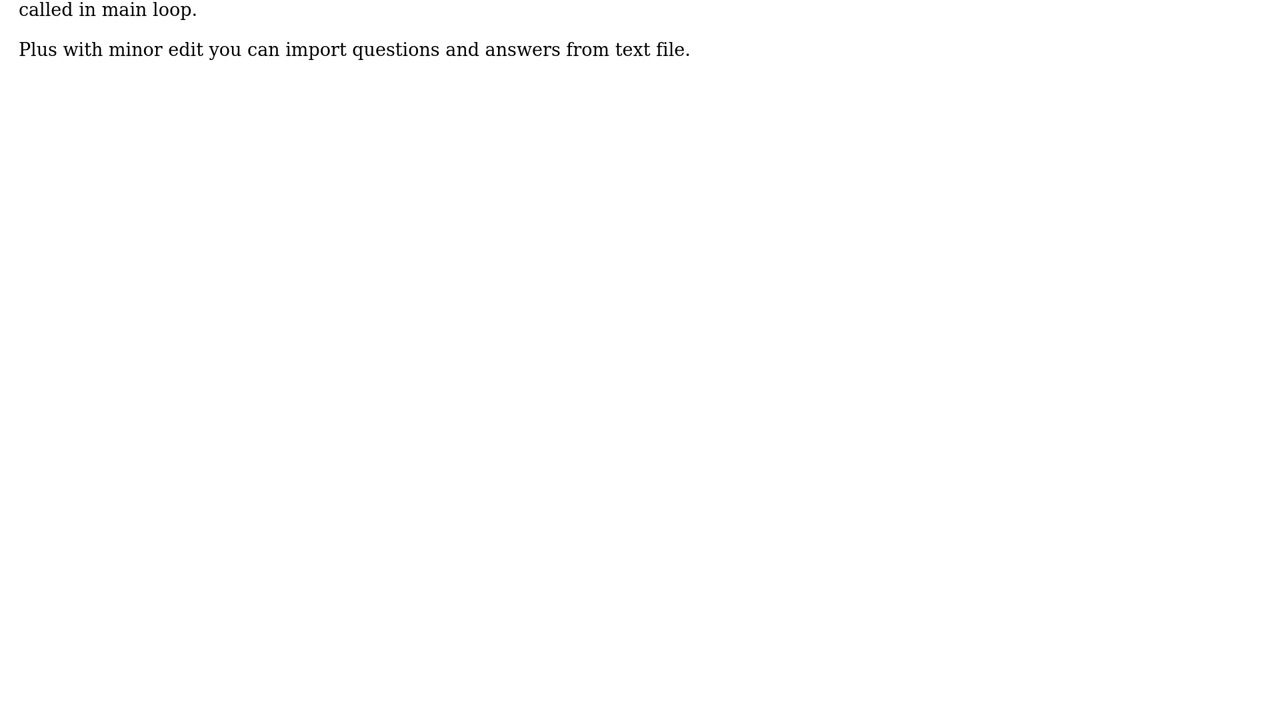 called in main loop.
Plus with minor edit you can import questions and answers from text file.